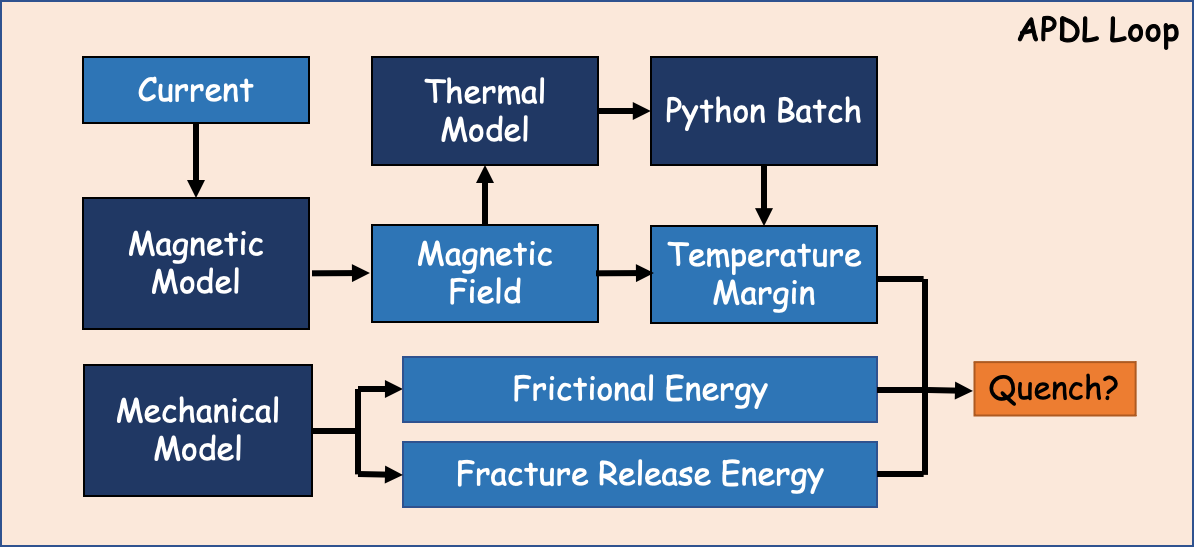 APDL Loop
Current
Thermal
Model
Python Batch
Magnetic
Model
Magnetic
Field
Temperature
Margin
Mechanical
Model
Frictional Energy
Fracture Release Energy
Quench?